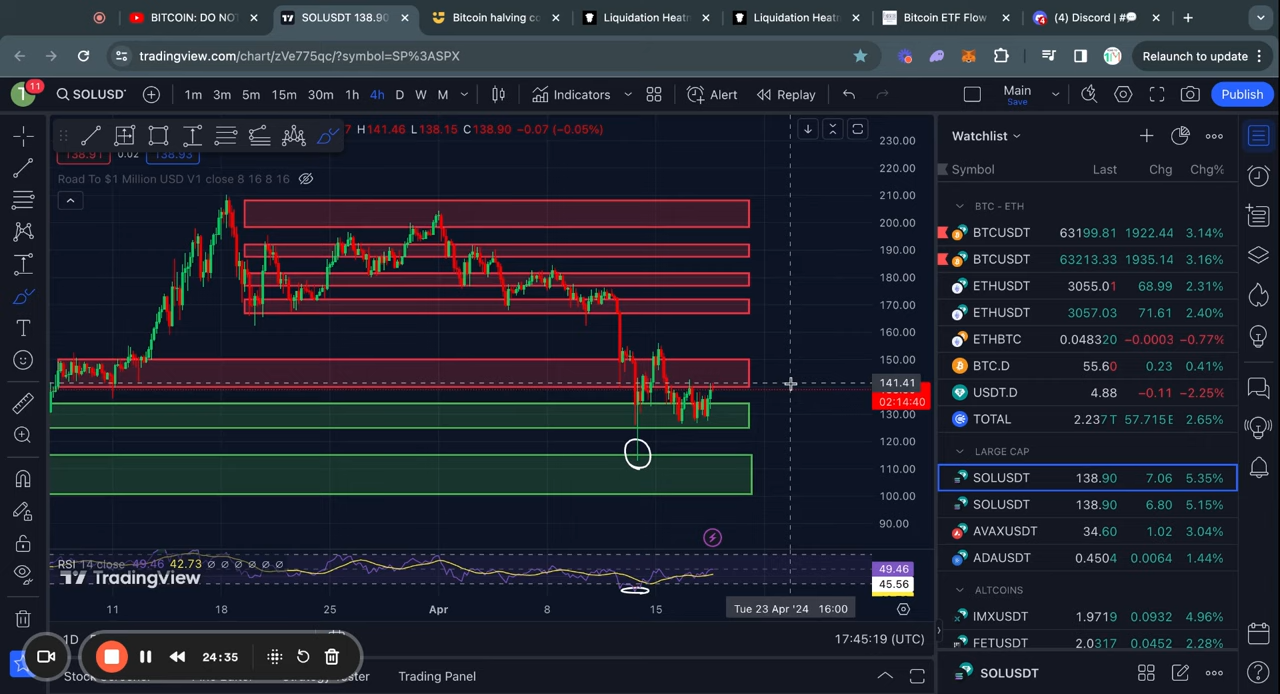 BITCOIN: DO NO
SOLUSDT 138.90
Bitcoin halving co
Liquidation Heatm
Liquidation Heatm
Bitcoin ETF Flow
(4) Discord | #
tradingview.com/chart/zVe775qc/?symbol=SP%3ASPX
Relaunch to update
T 11 SOLUSD 1m 3m 5m 15m 30m 1h 4h D W M Indicators Alert Replay Main Save Publish
7 H141.46 L138.15 C138.90 −0.07 (−0.05%)
138.91 0.02 138.93
Road To $1 Million USD V1 close 8 16 8 16
230.00
220.00
210.00
200.00
190.00
180.00
170.00
160.00
150.00
141.41
02:14:40
130.00
120.00
110.00
100.00
90.00
RSI 14 close 49.46 42.73 ∅ ∅ ∅ ∅ ∅ ∅
TradingView
49.46
45.56
11 18 25 Apr 8 15 Tue 23 Apr '24 16:00
1D
17:45:19 (UTC)
24:35
Trading Panel
Watchlist
Symbol Last Chg Chg%
BTC - ETH
BTCUSDT 63199.81 1922.44 3.14%
BTCUSDT 63213.33 1935.14 3.16%
ETHUSDT 3055.01 68.99 2.31%
ETHUSDT 3057.03 71.61 2.40%
ETHBTC 0.048320 −0.0003 −0.77%
BTC.D 55.60 0.23 0.41%
USDT.D 4.88 −0.11 −2.25%
TOTAL 2.237T 57.715B 2.65%
LARGE CAP
SOLUSDT 138.90 7.06 5.35%
SOLUSDT 138.90 6.80 5.15%
AVAXUSDT 34.60 1.02 3.04%
ADAUSDT 0.4504 0.0064 1.44%
ALTCOINS
IMXUSDT 1.9719 0.0932 4.96%
FETUSDT 2.0317 0.0452 2.28%
SOLUSDT